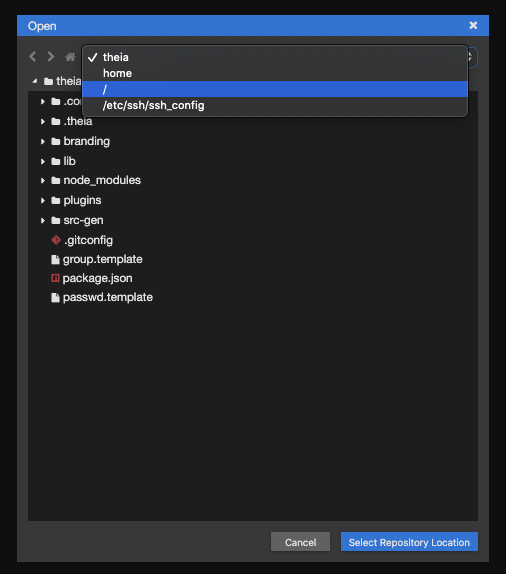 Open
theia
home
/
/etc/ssh/ssh_config
theia
.theia
branding
lib
node_modules
plugins
src-gen
.gitconfig
group.template
package.json
passwd.template
Cancel
Select Repository Location